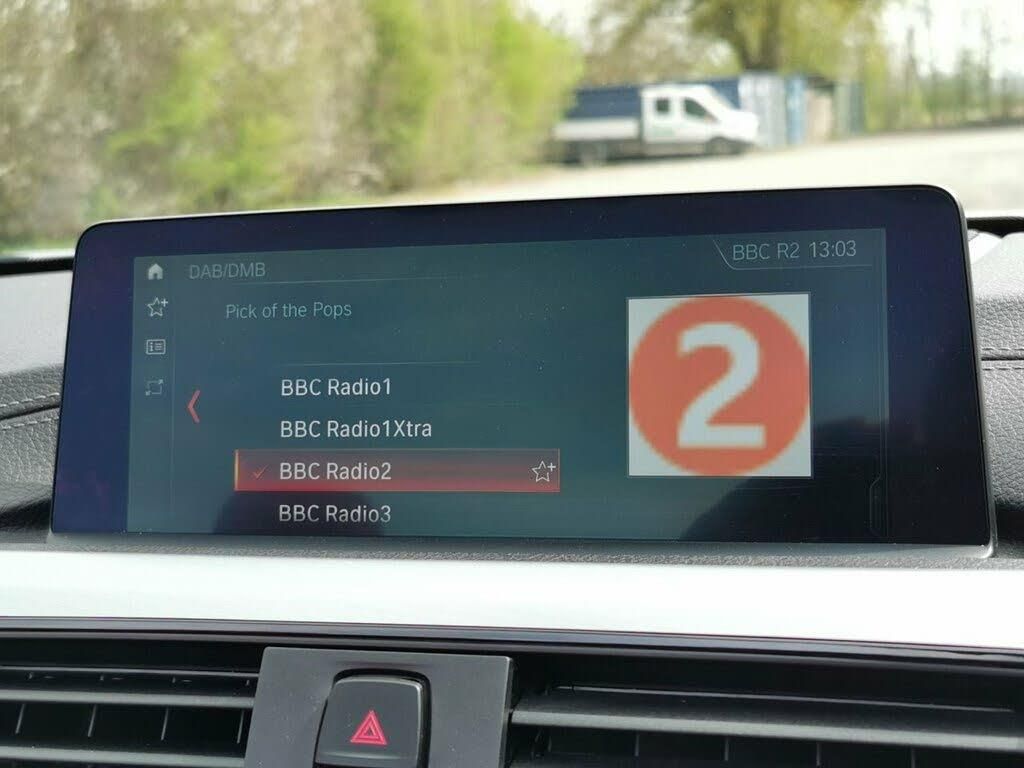 DAB/DMB
BBC R2 13:03
Pick of the Pops
BBC Radio1
BBC Radio1Xtra
BBC Radio2
BBC Radio3
2